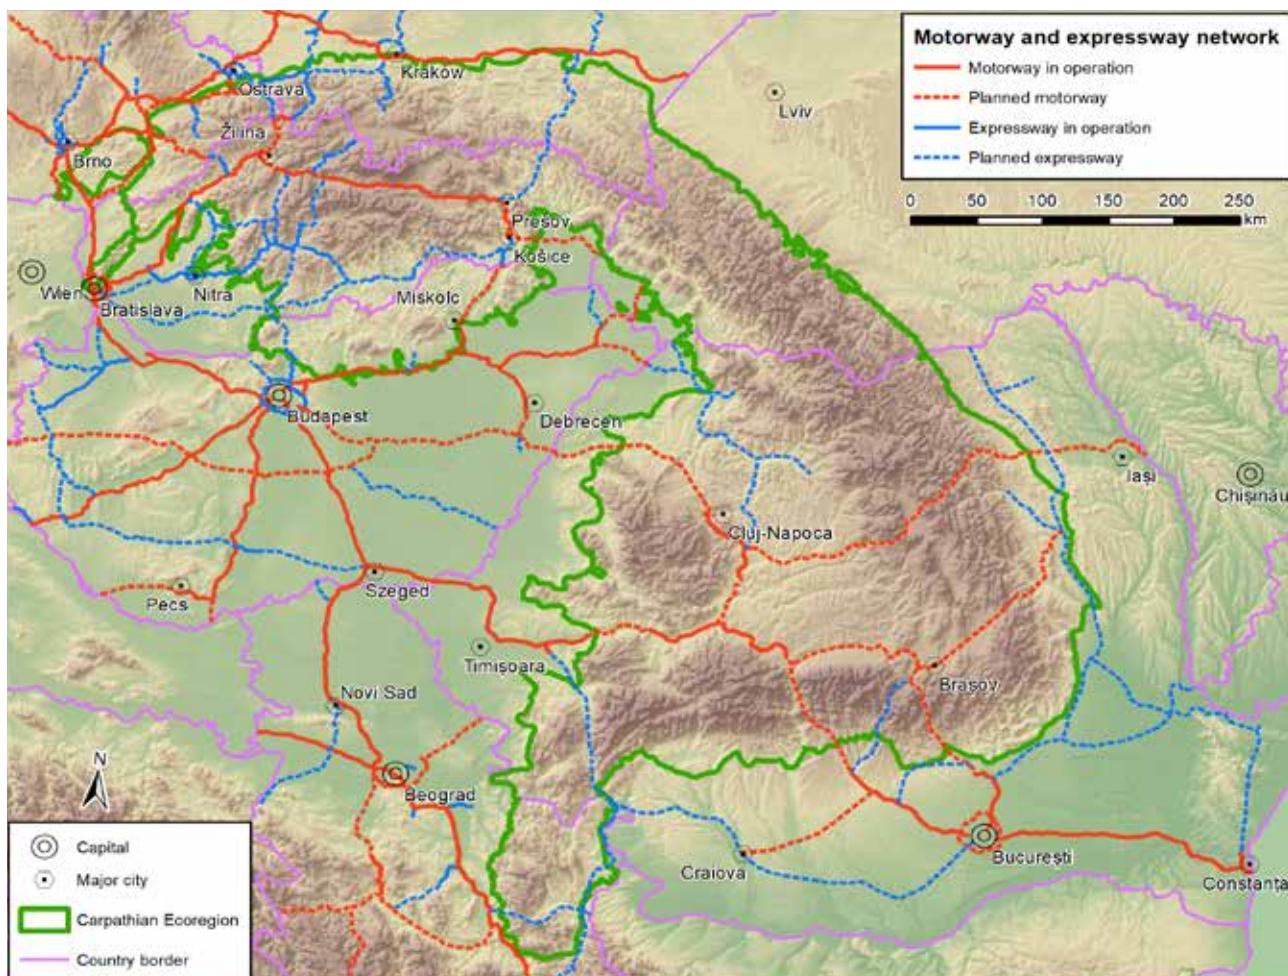 Motorway and expressway network
Motorway in operation
Planned motorway
Expressway in operation
Planned expressway
0 50 100 150 200 250
km
Kraków
Ostrava
Lviv
Žilina
Brno
Prešov
Košice
Wien
Bratislava
Nitra
Miskolc
Budapest
Debrecen
Iași
Chișinău
Cluj-Napoca
Szeged
Pecs
Timișoara
Brașov
Novi Sad
N
Beograd
București
Craiova
Constanța
Capital
Major city
Carpathian Ecoregion
Country border